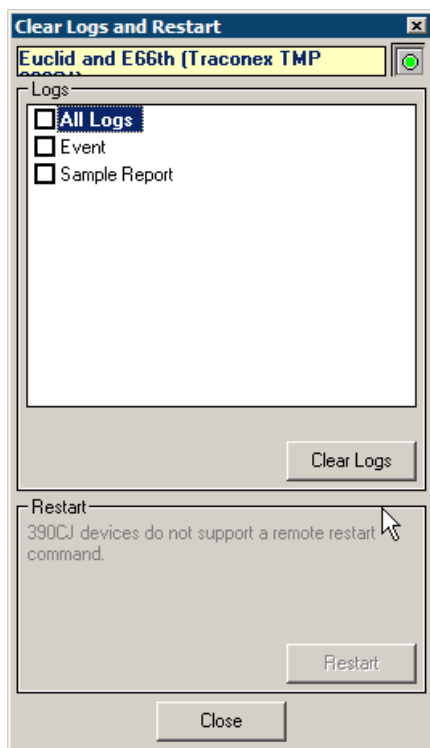 Clear Logs and Restart
Euclid and E66th (Traconex TMP
Logs
All Logs
Event
Sample Report
Clear Logs
Restart
390CJ devices do not support a remote restart
command.
Restart
Close